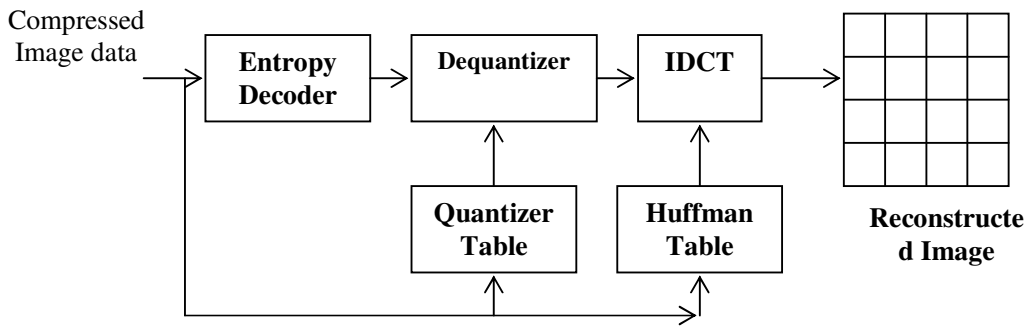 Compressed
Image data
Entropy
Decoder
Dequantizer
IDCT
Quantizer
Table
Huffman
Table
Reconstructe
d Image